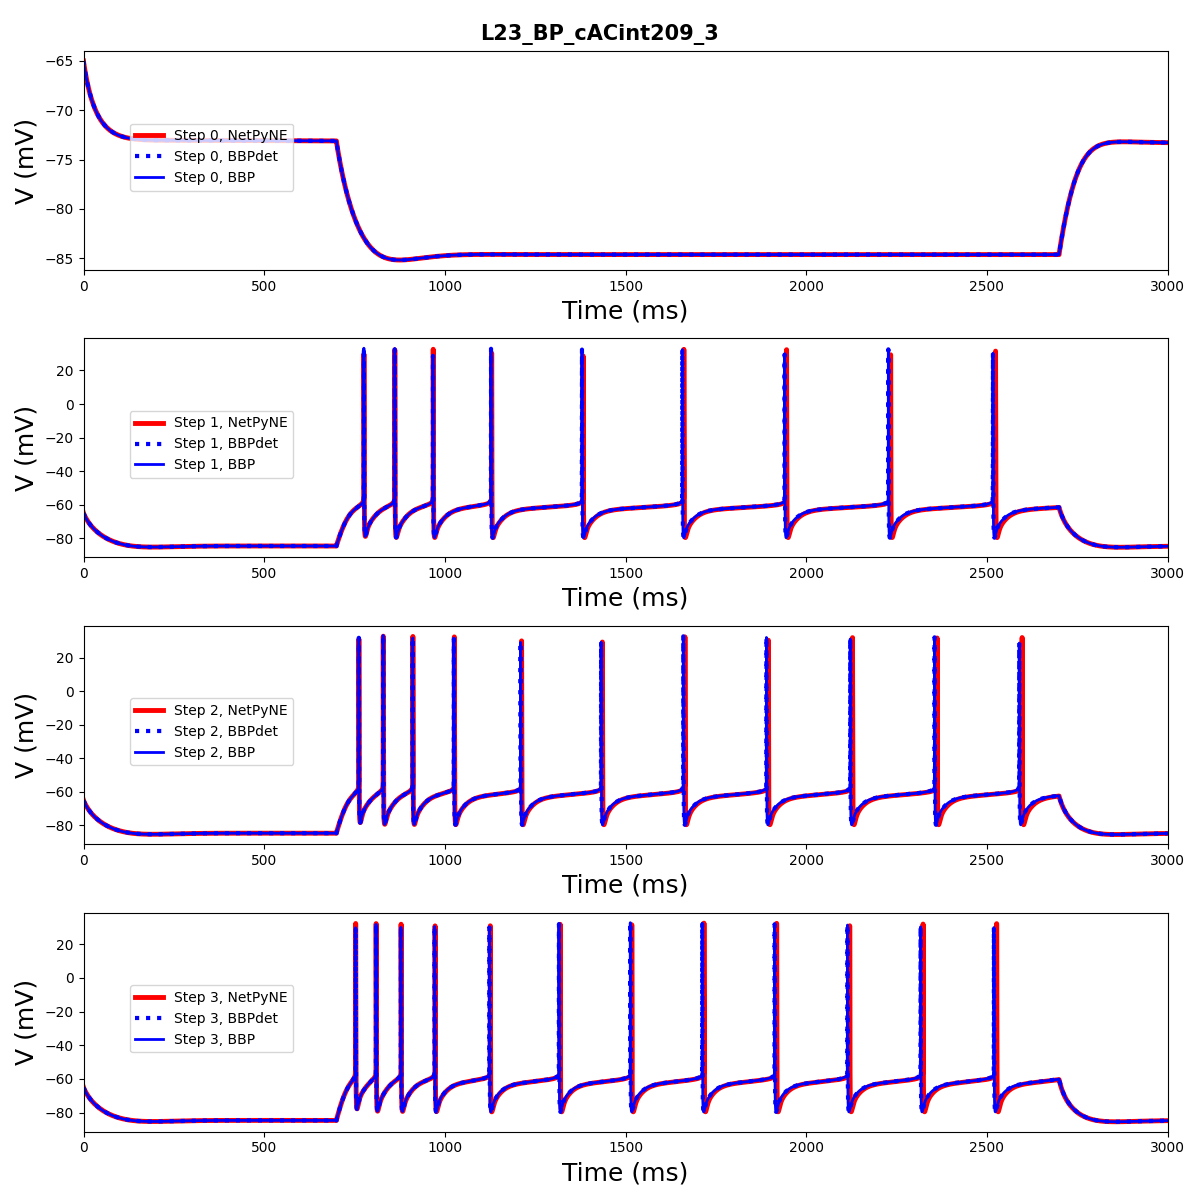 L23_BP_cACint209_3
V (mV)
−65
−70
−75
−80
−85
Step 0, NetPyNE
Step 0, BBPdet
Step 0, BBP
0 500 1000 1500 2000 2500 3000
Time (ms)
V (mV)
20
0
−20
−40
−60
−80
Step 1, NetPyNE
Step 1, BBPdet
Step 1, BBP
0 500 1000 1500 2000 2500 3000
Time (ms)
V (mV)
20
0
−20
−40
−60
−80
Step 2, NetPyNE
Step 2, BBPdet
Step 2, BBP
0 500 1000 1500 2000 2500 3000
Time (ms)
V (mV)
20
0
−20
−40
−60
−80
Step 3, NetPyNE
Step 3, BBPdet
Step 3, BBP
0 500 1000 1500 2000 2500 3000
Time (ms)